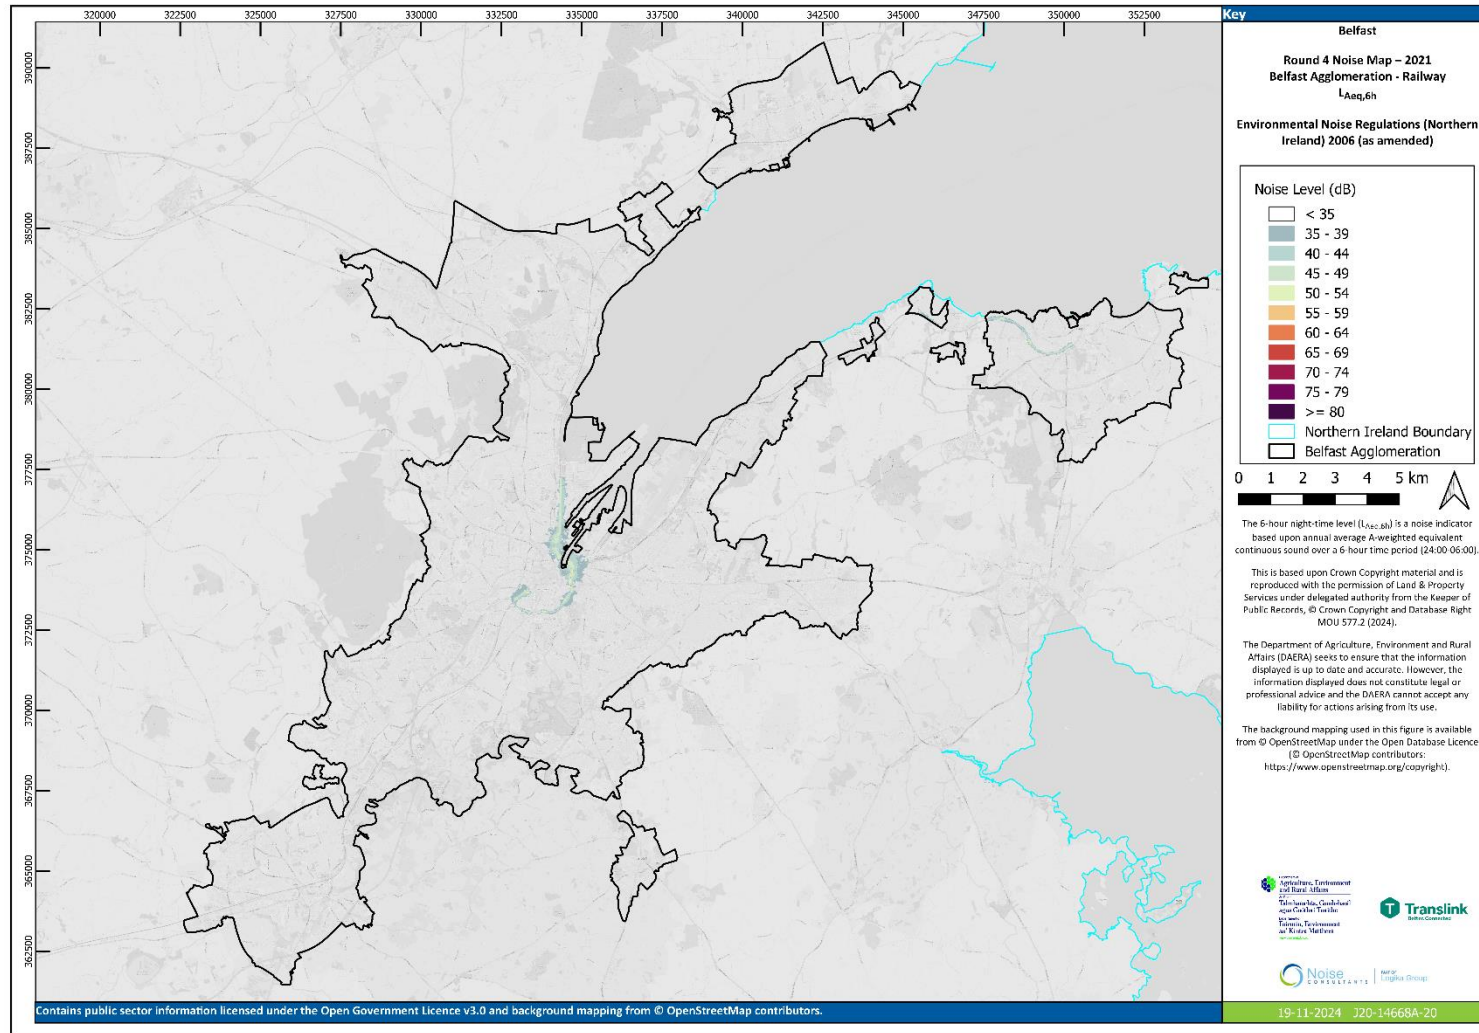 320000 322500 325000 327500 330000 332500 335000 337500 340000 342500 345000 347500 350000 352500
390000
387500
385000
382500
380000
377500
375000
372500
370000
367500
365000
362500
Key
Belfast
Round 4 Noise Map – 2021
Belfast Agglomeration - Railway
LAeq,6h
Environmental Noise Regulations (Northern
Ireland) 2006 (as amended)
Noise Level (dB)
< 35
35 - 39
40 - 44
45 - 49
50 - 54
55 - 59
60 - 64
65 - 69
70 - 74
75 - 79
>= 80
Northern Ireland Boundary
Belfast Agglomeration
0 1 2 3 4 5 km
The 6-hour night-time level (LAeq,6h) is a noise indicator
based upon annual average A-weighted equivalent
continuous sound over a 6-hour time period (24:00-06:00).
This is based upon Crown Copyright material and is
reproduced with the permission of Land & Property
Services under delegated authority from the Keeper of
Public Records, © Crown Copyright and Database Right
MOU 577.2 (2024).
The Department of Agriculture, Environment and Rural
Affairs (DAERA) seeks to ensure that the information
displayed is up to date and accurate. However, the
information displayed does not constitute legal or
professional advice and the DAERA cannot accept any
liability for actions arising from its use.
The background mapping used in this figure is available
from © OpenStreetMap under the Open Database Licence
(© OpenStreetMap contributors:
https://www.openstreetmap.org/copyright).
Agriculture, Environment
and Rural Affairs
Translink
Noise
CONSULTANTS
PART OF
Logika Group
Contains public sector information licensed under the Open Government Licence v3.0 and background mapping from © OpenStreetMap contributors.
19-11-2024 J20-14668A-20